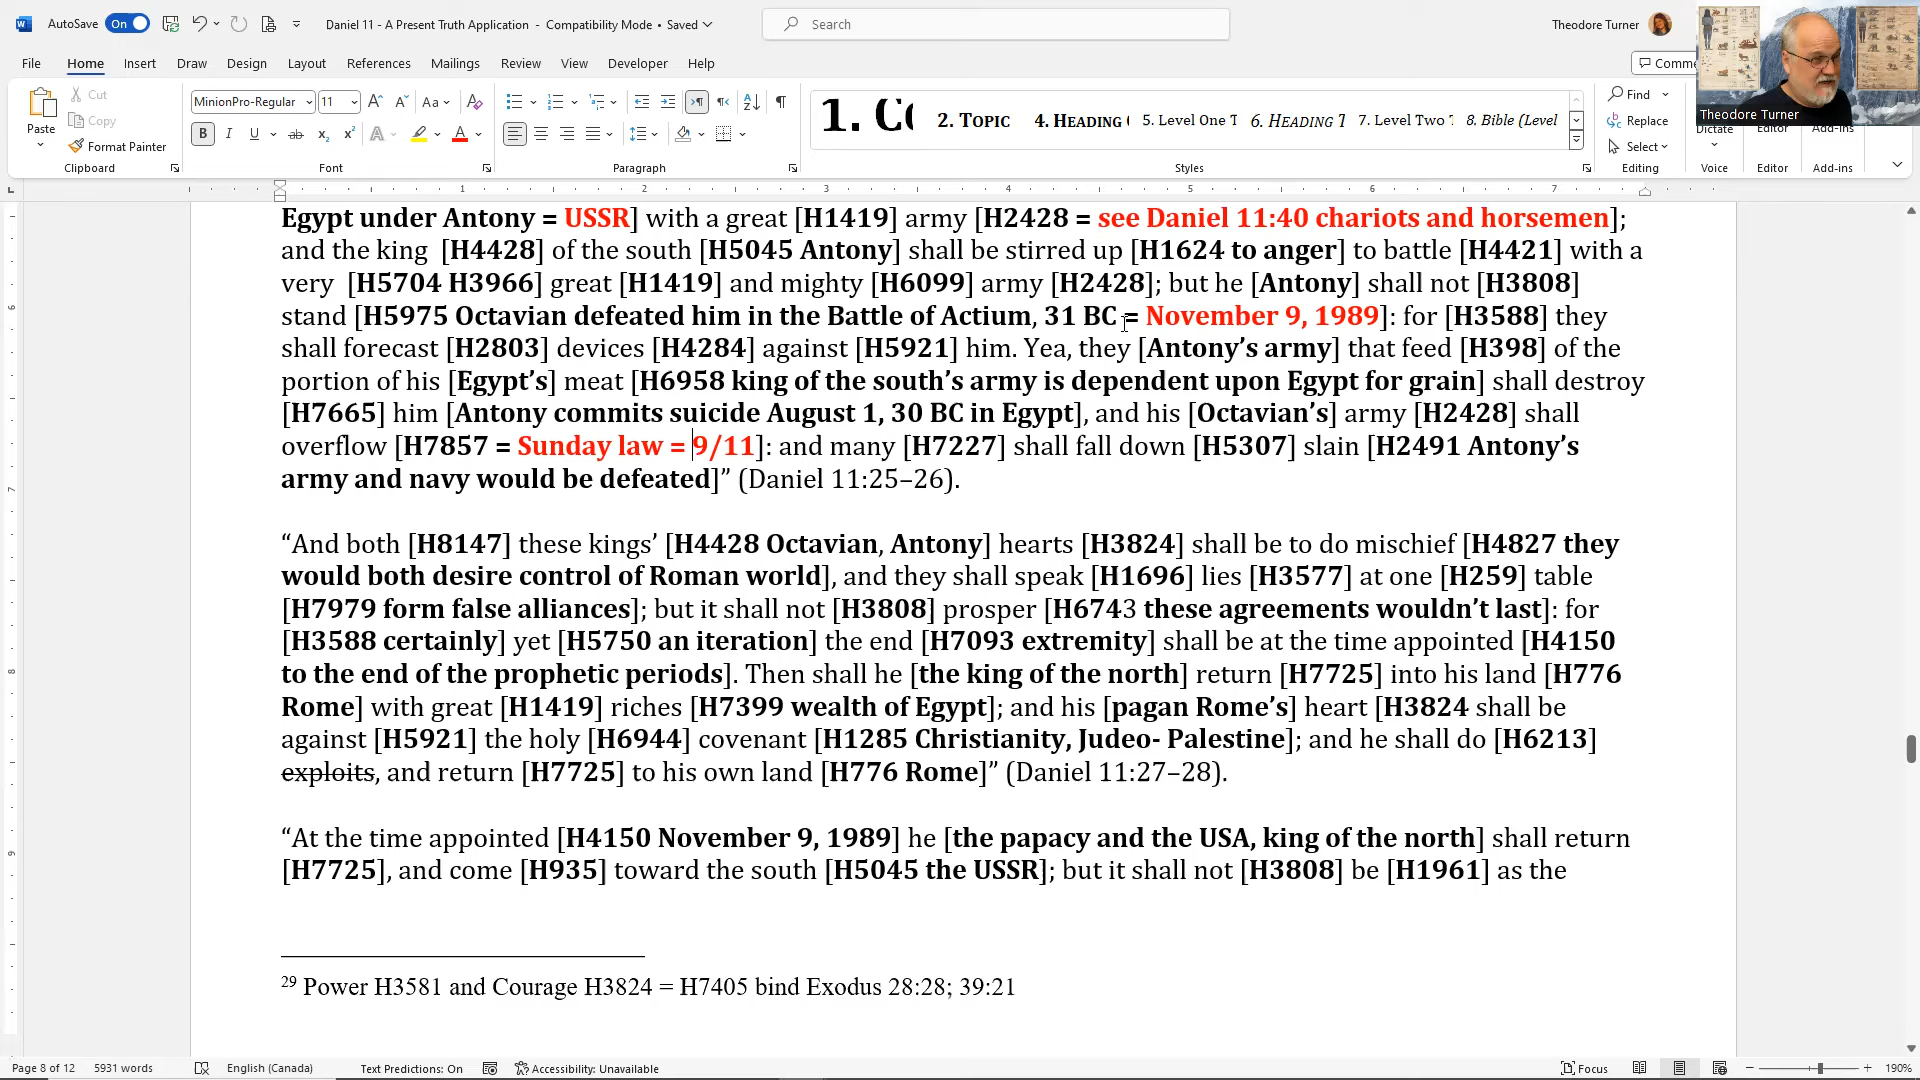 AutoSave On Daniel 11 - A Present Truth Application - Compatibility Mode • Saved Search Theodore Turner
File Home Insert Draw Design Layout References Mailings Review View Developer Help
Paste
Cut
Copy
Format Painter
Clipboard
MinionPro-Regular 11
Font
Paragraph
2. Topic 5. Level One T 7. Level Two T 8. Bible (Level
Styles
Find
Replace
Select
Editing
Dictate
Voice
Editor
Editor
Add-ins
Add-ins
Theodore Turner
1 2 3 4 5 6 7
Egypt under Antony = USSR] with a great [H1419] army [H2428 = see Daniel 11:40 chariots and horsemen];
and the king [H4428] of the south [H5045 Antony] shall be stirred up [H1624 to anger] to battle [H4421] with a
very [H5704 H3966] great [H1419] and mighty [H6099] army [H2428]; but he [Antony] shall not [H3808]
stand [H5975 Octavian defeated him in the Battle of Actium, 31 BC = November 9, 1989]: for [H3588] they
shall forecast [H2803] devices [H4284] against [H5921] him. Yea, they [Antony’s army] that feed [H398] of the
portion of his [Egypt’s] meat [H6958 king of the south’s army is dependent upon Egypt for grain] shall destroy
[H7665] him [Antony commits suicide August 1, 30 BC in Egypt], and his [Octavian’s] army [H2428] shall
overflow [H7857 = Sunday law = 9/11]: and many [H7227] shall fall down [H5307] slain [H2491 Antony’s
army and navy would be defeated]” (Daniel 11:25–26).
“And both [H8147] these kings’ [H4428 Octavian, Antony] hearts [H3824] shall be to do mischief [H4827 they
would both desire control of Roman world], and they shall speak [H1696] lies [H3577] at one [H259] table
[H7979 form false alliances]; but it shall not [H3808] prosper [H6743 these agreements wouldn’t last]: for
[H3588 certainly] yet [H5750 an iteration] the end [H7093 extremity] shall be at the time appointed [H4150
to the end of the prophetic periods]. Then shall he [the king of the north] return [H7725] into his land [H776
Rome] with great [H1419] riches [H7399 wealth of Egypt]; and his [pagan Rome’s] heart [H3824 shall be
against [H5921] the holy [H6944] covenant [H1285 Christianity, Judeo- Palestine]; and he shall do [H6213]
exploits, and return [H7725] to his own land [H776 Rome]” (Daniel 11:27–28).
“At the time appointed [H4150 November 9, 1989] he [the papacy and the USA, king of the north] shall return
[H7725], and come [H935] toward the south [H5045 the USSR]; but it shall not [H3808] be [H1961] as the
29 Power H3581 and Courage H3824 = H7405 bind Exodus 28:28; 39:21
Page 8 of 12 5931 words English (Canada) Text Predictions: On Accessibility: Unavailable Focus 190%